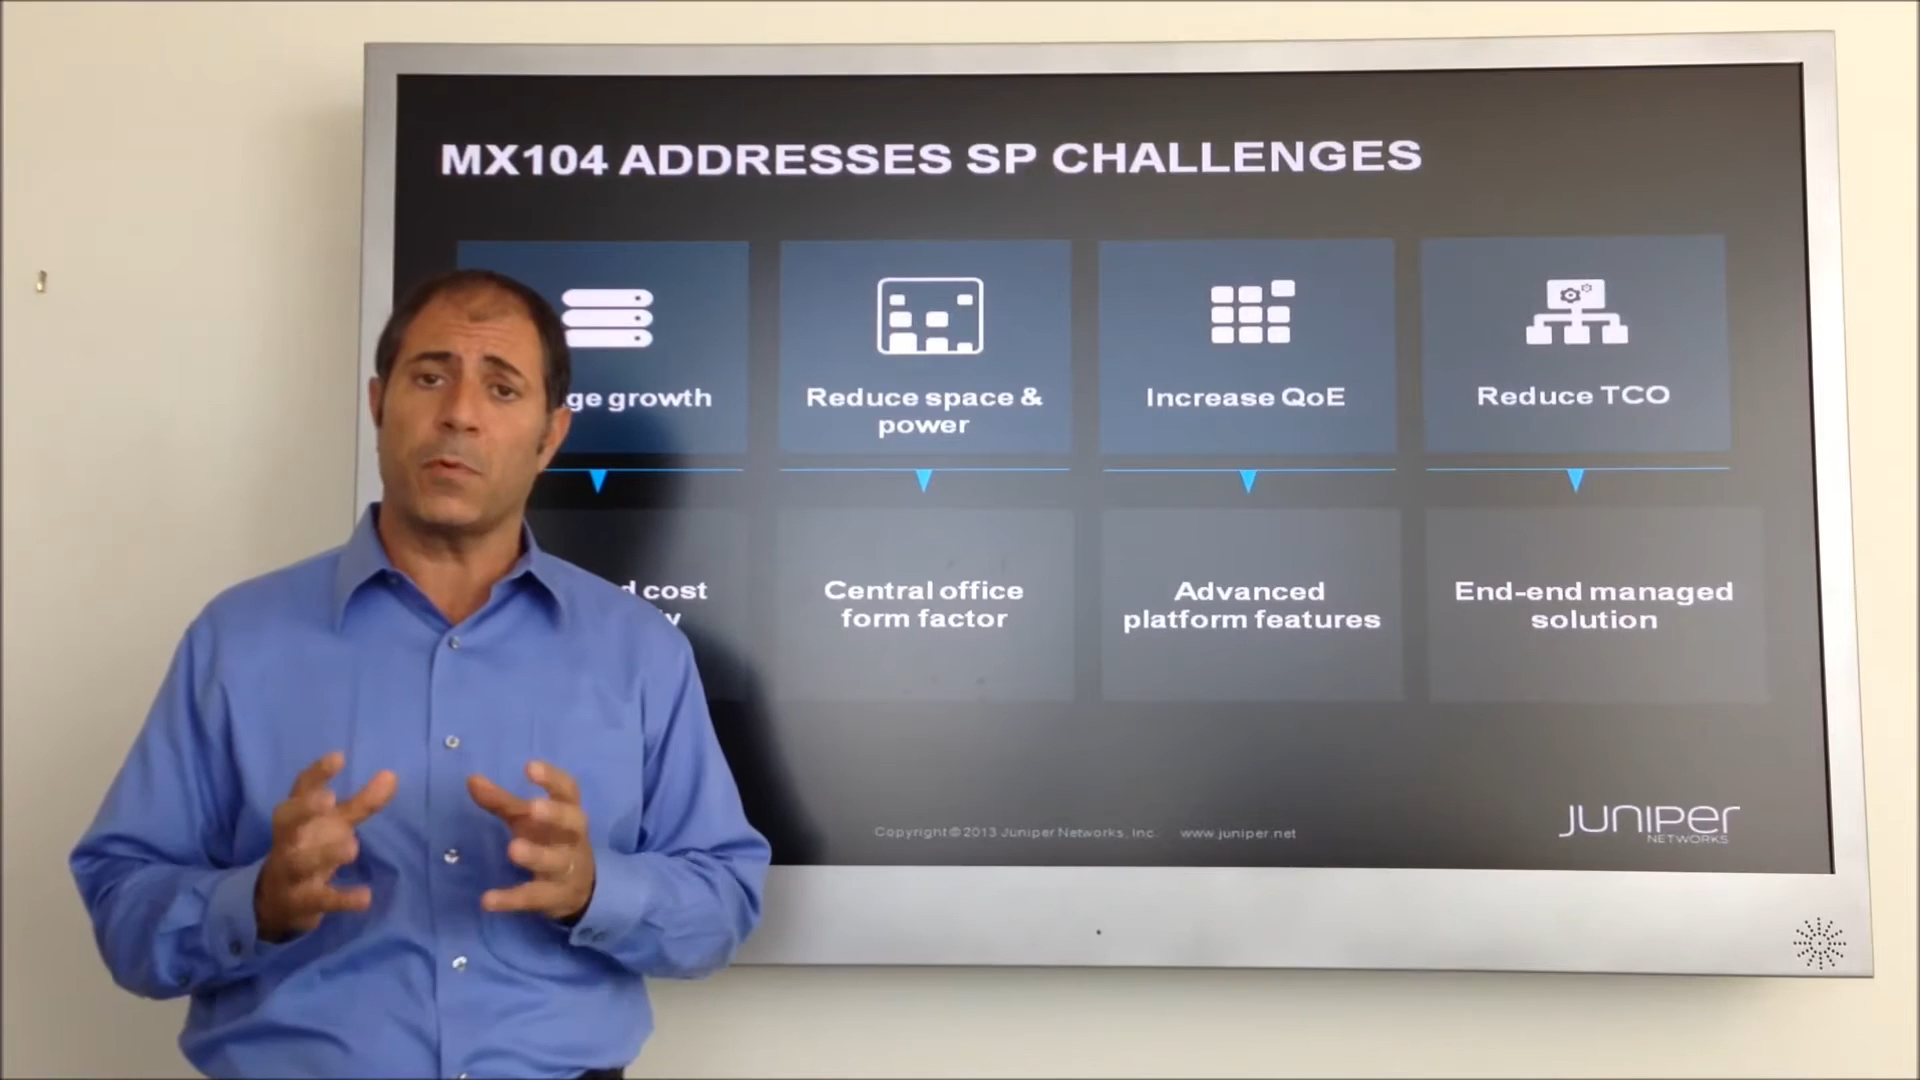 MX104 ADDRESSES SP CHALLENGES
growth
Reduce space &
power
Increase QoE
Reduce TCO
cost
Central office
form factor
Advanced
platform features
End-end managed
solution
Copyright © 2013 Juniper Networks, Inc. www.juniper.net
JUNIPer
NETWORKS